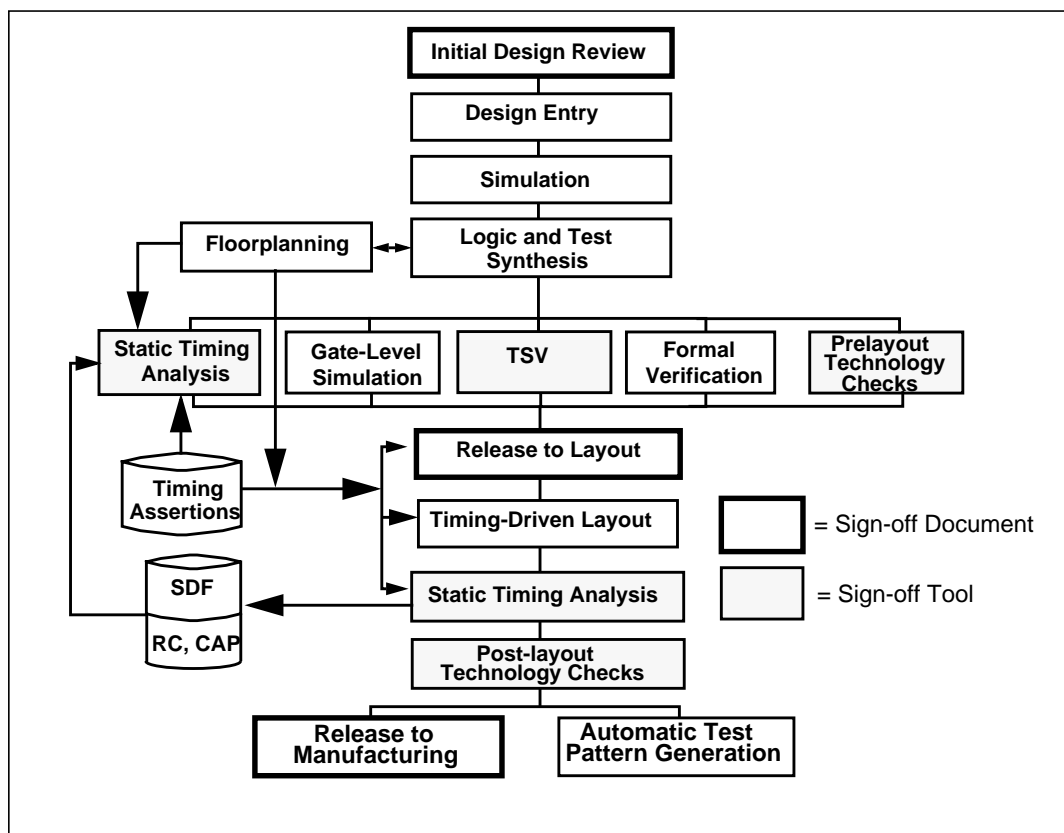 Initial Design Review
Design Entry
Simulation
Floorplanning
Logic and Test
Synthesis
Static Timing
Analysis
Gate-Level
Simulation
TSV
Formal
Verification
Prelayout
Technology
Checks
Release to Layout
Timing
Assertions
Timing-Driven Layout
= Sign-off Document
SDF
RC, CAP
Static Timing Analysis
= Sign-off Tool
Post-layout
Technology Checks
Release to
Manufacturing
Automatic Test
Pattern Generation